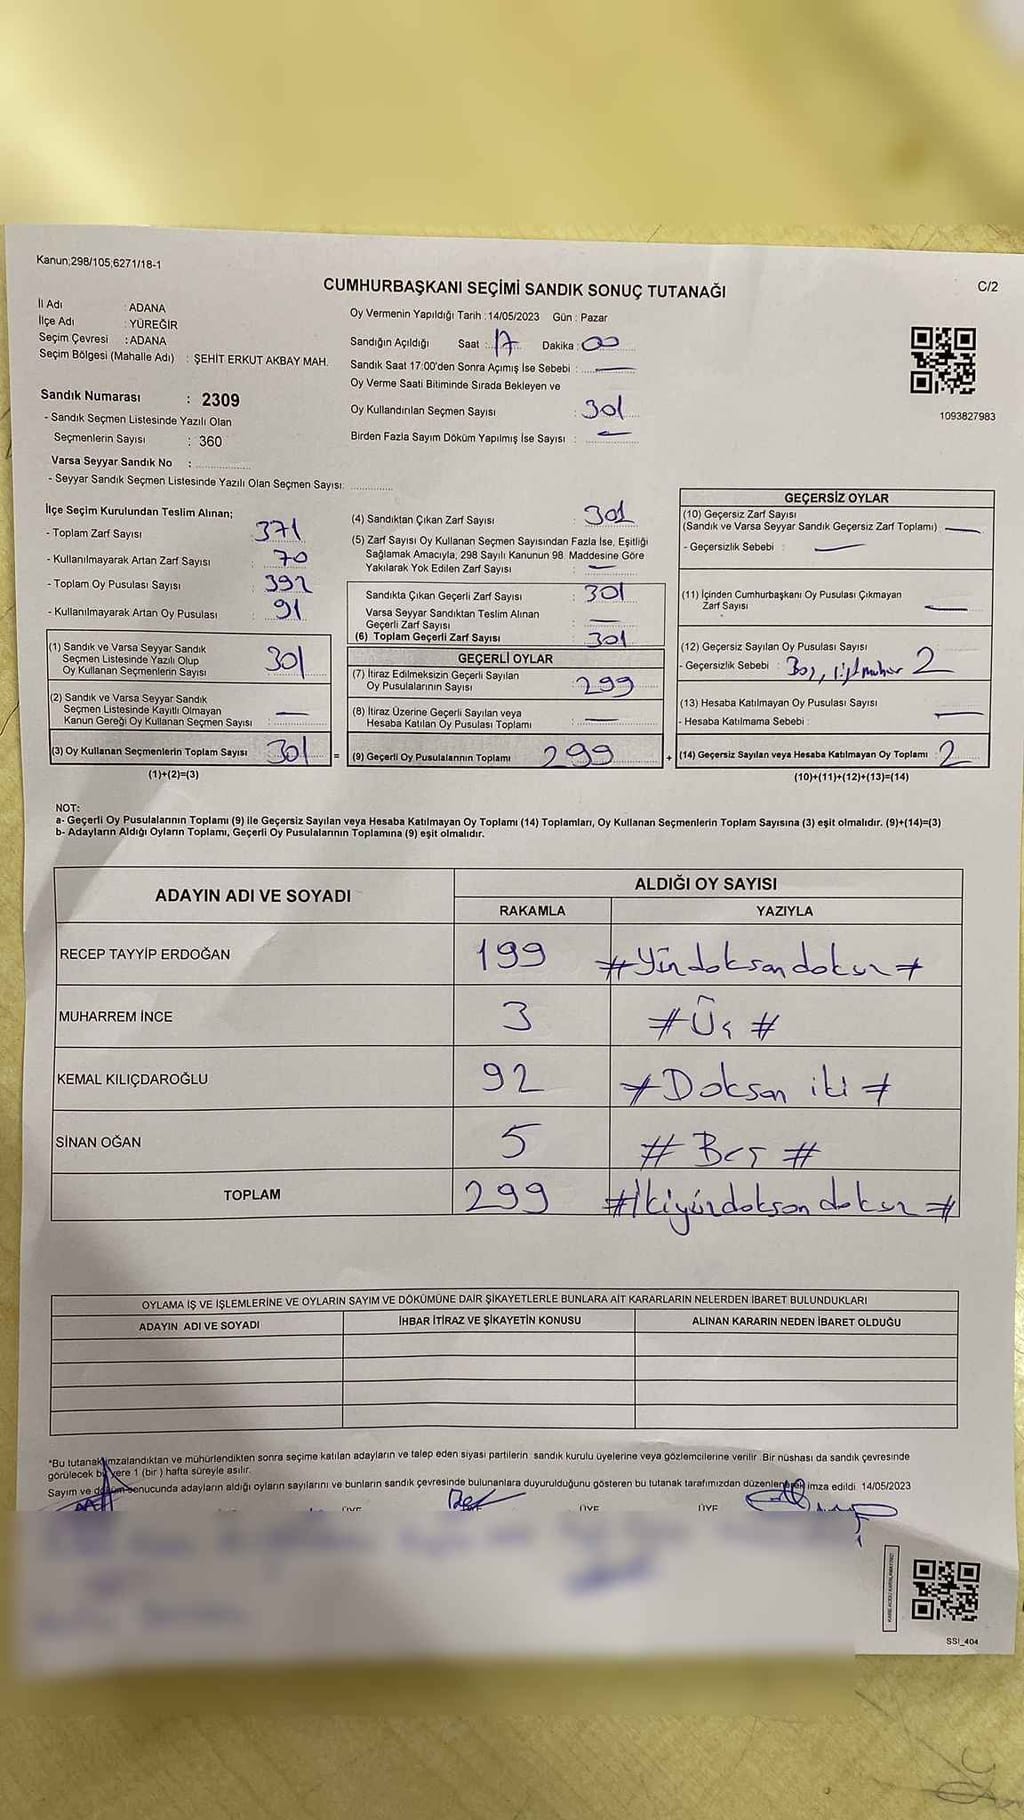 Kanun;298/105;6271/18-1
CUMHURBAŞKANI SEÇİMİ SANDIK SONUÇ TUTANAĞI
C/2
İl Adı : ADANA
İlçe Adı : YÜREĞİR
Seçim Çevresi : ADANA
Seçim Bölgesi (Mahalle Adı) : ŞEHİT ERKUT AKBAY MAH.
Sandık Numarası : 2309
- Sandık Seçmen Listesinde Yazılı Olan
Seçmenlerin Sayısı : 360
Varsa Seyyar Sandık No :
- Seyyar Sandık Seçmen Listesinde Yazılı Olan Seçmen Sayısı:
Oy Vermenin Yapıldığı Tarih : 14/05/2023 Gün : Pazar
Sandığın Açıldığı Saat : 17 Dakika : 00
Sandık Saat 17:00'den Sonra Açımış İse Sebebi : —
Oy Verme Saati Bitiminde Sırada Bekleyen ve
Oy Kullandırılan Seçmen Sayısı : 301
Birden Fazla Sayım Döküm Yapılmış İse Sayısı : —
1093827983
İlçe Seçim Kurulundan Teslim Alınan;
- Toplam Zarf Sayısı : 371
- Kullanılmayarak Artan Zarf Sayısı : 70
- Toplam Oy Pusulası Sayısı : 392
- Kullanılmayarak Artan Oy Pusulası : 91
(1) Sandık ve Varsa Seyyar Sandık
Seçmen Listesinde Yazılı Olup
Oy Kullanan Seçmenlerin Sayısı 301
(2) Sandık ve Varsa Seyyar Sandık
Seçmen Listesinde Kayıtlı Olmayan
Kanun Gereği Oy Kullanan Seçmen Sayısı : —
(3) Oy Kullanan Seçmenlerin Toplam Sayısı 301 =
(1)+(2)=(3)
(4) Sandıktan Çıkan Zarf Sayısı : 301
(5) Zarf Sayısı Oy Kullanan Seçmen Sayısından Fazla İse, Eşitliği
Sağlamak Amacıyla; 298 Sayılı Kanunun 98. Maddesine Göre
Yakılarak Yok Edilen Zarf Sayısı : —
Sandıkta Çıkan Geçerli Zarf Sayısı : 301
Varsa Seyyar Sandıktan Teslim Alınan
Geçerli Zarf Sayısı : —
(6) Toplam Geçerli Zarf Sayısı : 301
GEÇERLİ OYLAR
(7) İtiraz Edilmeksizin Geçerli Sayılan
Oy Pusulalarının Sayısı : 299
(8) İtiraz Üzerine Geçerli Sayılan veya
Hesaba Katılan Oy Pusulası Toplamı : —
(9) Geçerli Oy Pusulalarının Toplamı 299 +
GEÇERSİZ OYLAR
(10) Geçersiz Zarf Sayısı
(Sandık ve Varsa Seyyar Sandık Geçersiz Zarf Toplamı) : —
- Geçersizlik Sebebi : —
(11) İçinden Cumhurbaşkanı Oy Pusulası Çıkmayan
Zarf Sayısı : —
(12) Geçersiz Sayılan Oy Pusulası Sayısı
- Geçersizlik Sebebi : Boş, 2
(13) Hesaba Katılmayan Oy Pusulası Sayısı : —
- Hesaba Katılmama Sebebi :
(14) Geçersiz Sayılan veya Hesaba Katılmayan Oy Toplamı : 2
(10)+(11)+(12)+(13)=(14)
NOT:
a- Geçerli Oy Pusulalarının Toplamı (9) ile Geçersiz Sayılan veya Hesaba Katılmayan Oy Toplamı (14) Toplamları, Oy Kullanan Seçmenlerin Toplam Sayısına (3) eşit olmalıdır. (9)+(14)=(3)
b- Adayların Aldığı Oyların Toplamı, Geçerli Oy Pusulalarının Toplamına (9) eşit olmalıdır.
ADAYIN ADI VE SOYADI
ALDIĞI OY SAYISI
RAKAMLA YAZIYLA
RECEP TAYYİP ERDOĞAN 199 #Yüzdoksandokuz#
MUHARREM İNCE 3 #Üç#
KEMAL KILIÇDAROĞLU 92 #Doksan iki#
SİNAN OĞAN 5 #Beş#
TOPLAM 299 #İkiyüzdoksandokuz#
OYLAMA İŞ VE İŞLEMLERİNE VE OYLARIN SAYIM VE DÖKÜMÜNE DAİR ŞİKAYETLERLE BUNLARA AİT KARARLARIN NELERDEN İBARET BULUNDUKLARI
ADAYIN ADI VE SOYADI İHBAR İTİRAZ VE ŞİKAYETİN KONUSU ALINAN KARARIN NEDEN İBARET OLDUĞU
*Bu tutanak imzalandıktan ve mühürlendikten sonra seçime katılan adayların ve talep eden siyasi partilerin sandık kurulu üyelerine veya gözlemcilerine verilir. Bir nüshası da sandık çevresinde
görülecek bir yere 1 (bir ) hafta süreyle asılır.
Sayım ve döküm sonucunda adayların aldığı oyların sayılarını ve bunların sandık çevresinde bulunanlara duyurulduğunu gösteren bu tutanak tarafımızdan düzenlenerek imza edildi. 14/05/2023
ÜYE ÜYE ÜYE
SSI_404